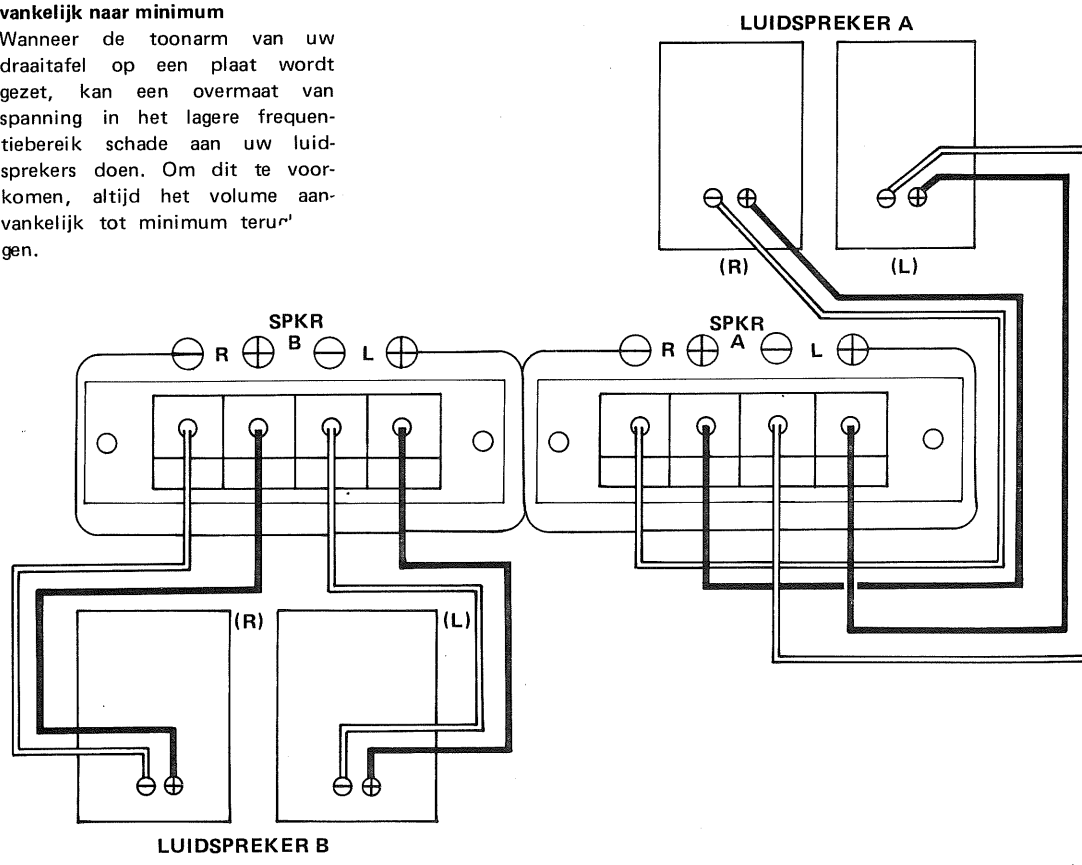 vankelijk naar minimum
Wanneer de toonarm van uw
draaitafel op een plaat wordt
gezet, kan een overmaat van
spanning in het lagere frequen-
tiebereik schade aan uw luid-
sprekers doen. Om dit te voor-
komen, altijd het volume aan-
vankelijk tot minimum
gen.
LUIDSPREKER A
(R) (L)
SPKR
R B L
SPKR
R A L
(R) (L)
LUIDSPREKER B